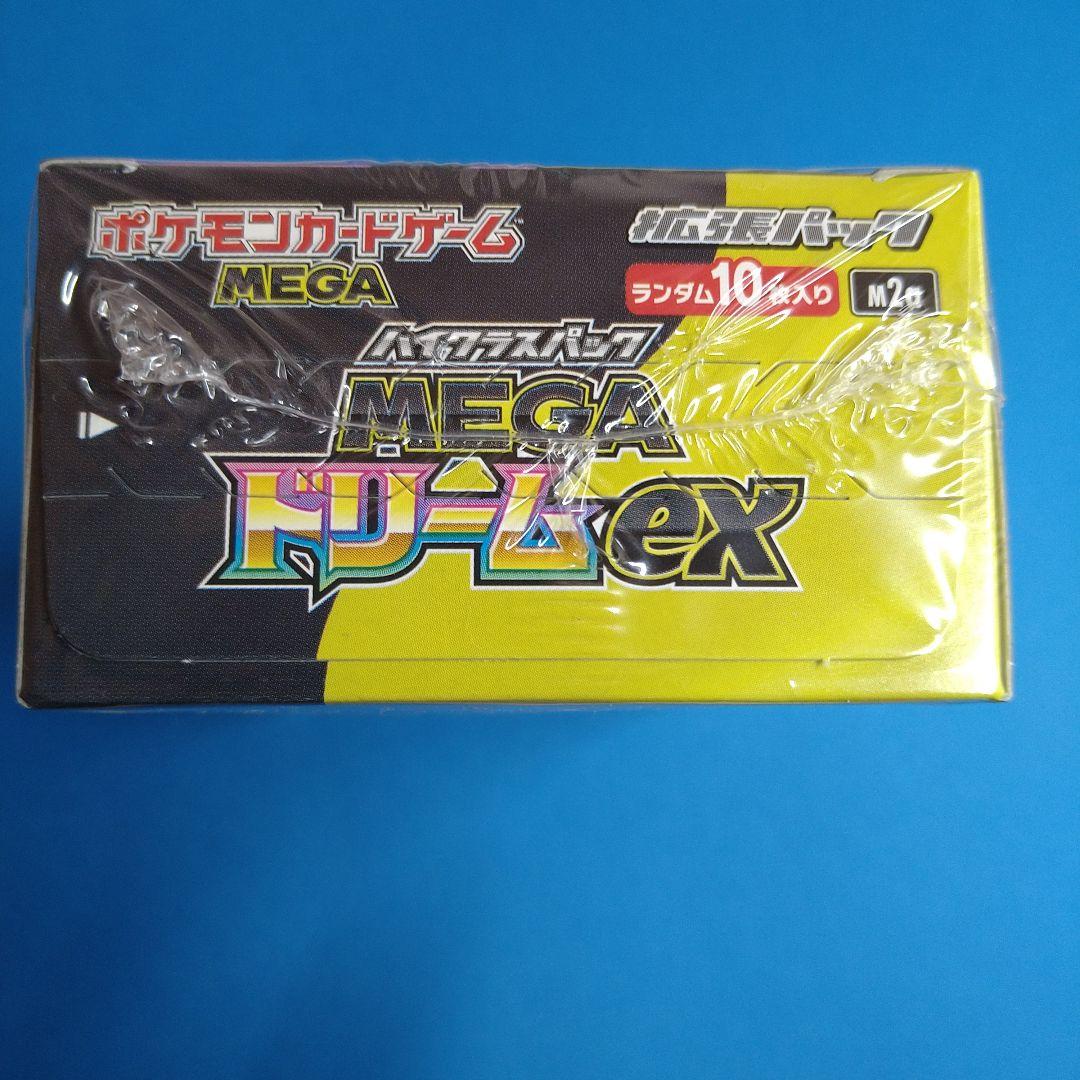 ポケモンカードゲーム
MEGA
拡張パック
ランダム10枚入り
M2a
ハイクラスパック
MEGA
ドリームex